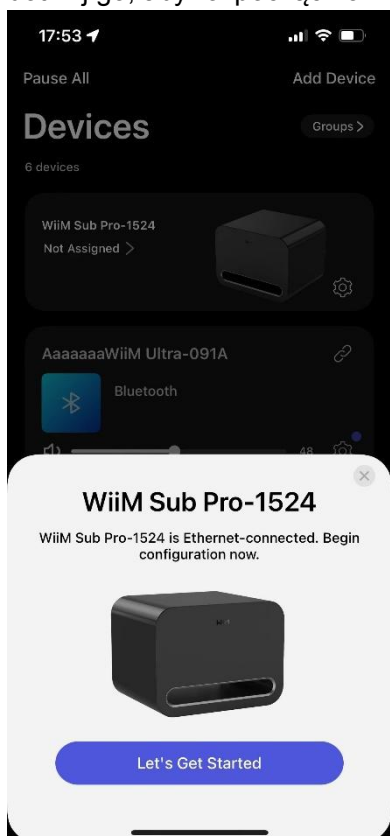 17:53
Pause All
Add Device
Devices
Groups >
6 devices
WiiM Sub Pro-1524
Not Assigned >
AaaaaaaWiiM Ultra-091A
Bluetooth
48
WiiM Sub Pro-1524
WiiM Sub Pro-1524 is Ethernet-connected. Begin
configuration now.
WiiM
Let's Get Started